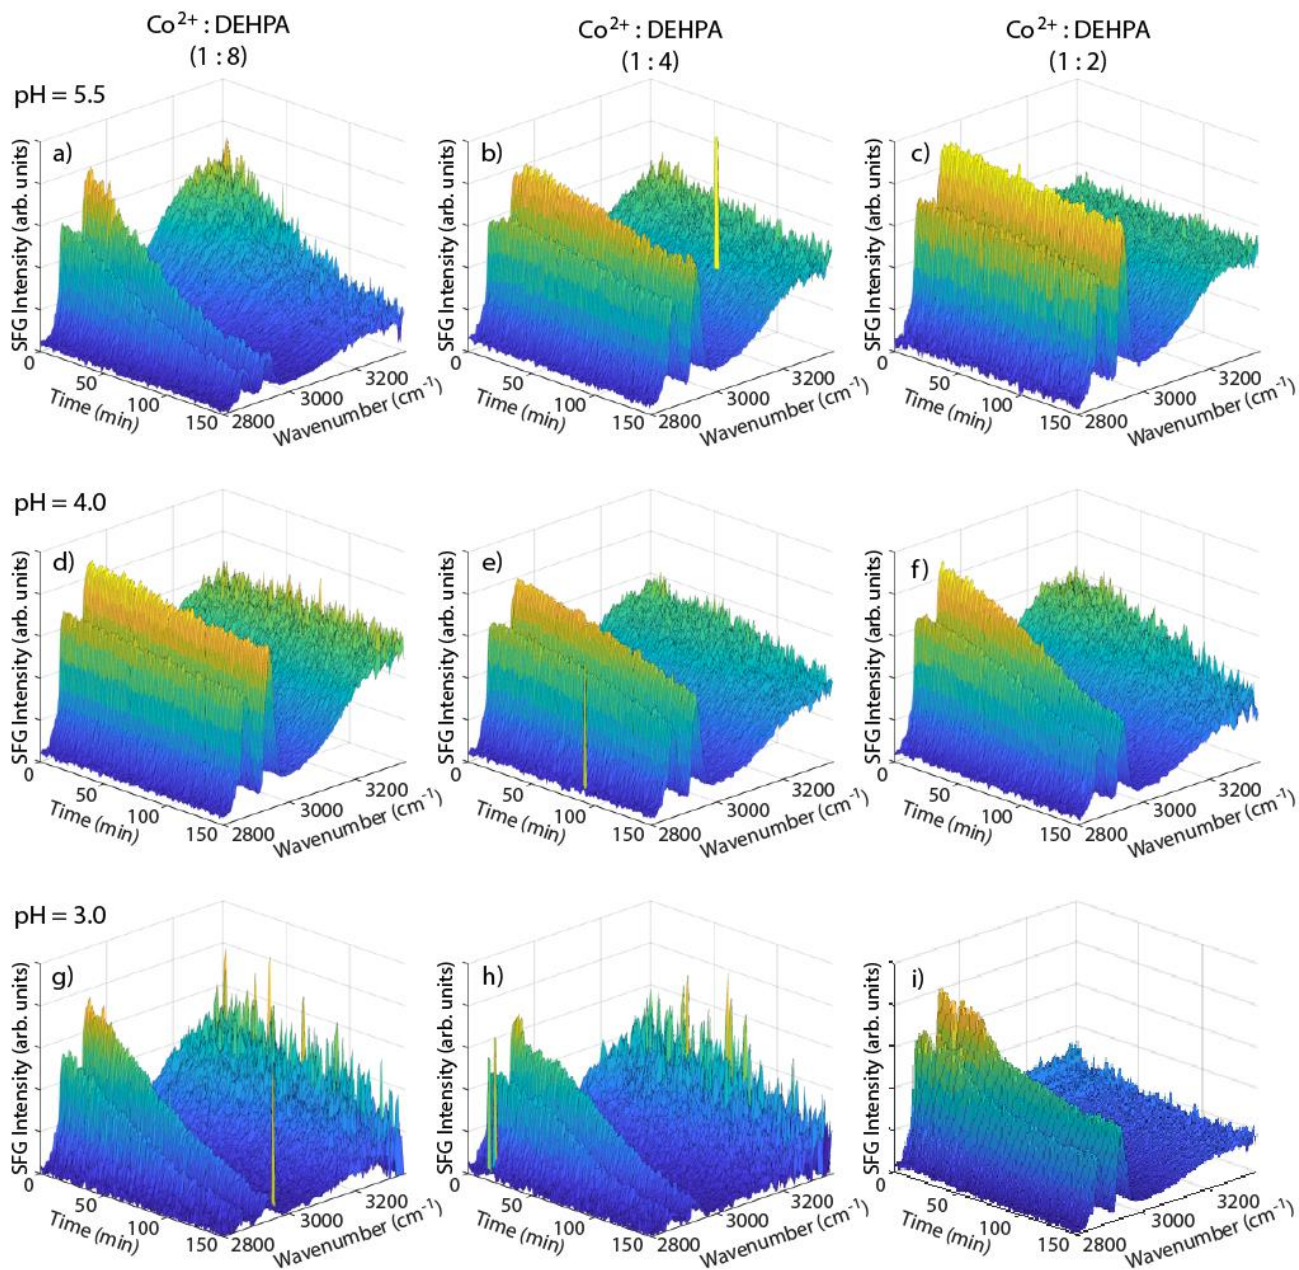 Co²⁺ : DEHPA
(1 : 8)
Co²⁺ : DEHPA
(1 : 4)
Co²⁺ : DEHPA
(1 : 2)
pH = 5.5
a)
SFG Intensity (arb. units)
0
50
100
150
Time (min)
2800
3000
3200
Wavenumber (cm⁻¹)
b)
SFG Intensity (arb. units)
0
50
100
150
Time (min)
2800
3000
3200
Wavenumber (cm⁻¹)
c)
SFG Intensity (arb. units)
0
50
100
150
Time (min)
2800
3000
3200
Wavenumber (cm⁻¹)
pH = 4.0
d)
SFG Intensity (arb. units)
0
50
100
150
Time (min)
2800
3000
3200
Wavenumber (cm⁻¹)
e)
SFG Intensity (arb. units)
0
50
100
150
Time (min)
2800
3000
3200
Wavenumber (cm⁻¹)
f)
SFG Intensity (arb. units)
0
50
100
150
Time (min)
2800
3000
3200
Wavenumber (cm⁻¹)
pH = 3.0
g)
SFG Intensity (arb. units)
0
50
100
150
Time (min)
2800
3000
3200
Wavenumber (cm⁻¹)
h)
SFG Intensity (arb. units)
0
50
100
150
Time (min)
2800
3000
3200
Wavenumber (cm⁻¹)
i)
SFG Intensity (arb. units)
0
50
100
150
Time (min)
2800
3000
3200
Wavenumber (cm⁻¹)